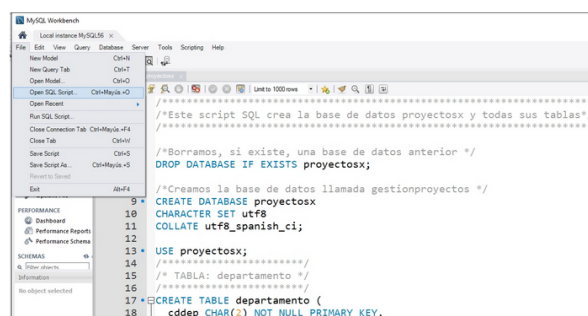 MySQL Workbench
Local instance MySQL56 ×
File Edit View Query Database Server Tools Scripting Help
New Model Ctrl+N
New Query Tab Ctrl+T
Open Model... Ctrl+O
Open SQL Script... Ctrl+Mayús.+O
Open Recent
Run SQL Script...
Close Connection Tab Ctrl+Mayús.+F4
Close Tab Ctrl+W
Save Script Ctrl+S
Save Script As... Ctrl+Mayús.+S
Revert to Saved
Exit Alt+F4
PERFORMANCE
Dashboard
Performance Reports
Performance Schema
SCHEMAS
Filter objects
Information
No object selected
Limit to 1000 rows
/*Este script SQL crea la base de datos proyectosx y todas sus tablas*
/*Borramos, si existe, una base de datos anterior */
DROP DATABASE IF EXISTS proyectosx;
/*Creamos la base de datos llamada gestionproyectos */
9 CREATE DATABASE proyectosx
10 CHARACTER SET utf8
11 COLLATE utf8_spanish_ci;
12
13 USE proyectosx;
14 /**********************/
15 /* TABLA: departamento */
16 /**********************/
17 CREATE TABLE departamento (
18 cddep CHAR(2) NOT NULL PRIMARY KEY,